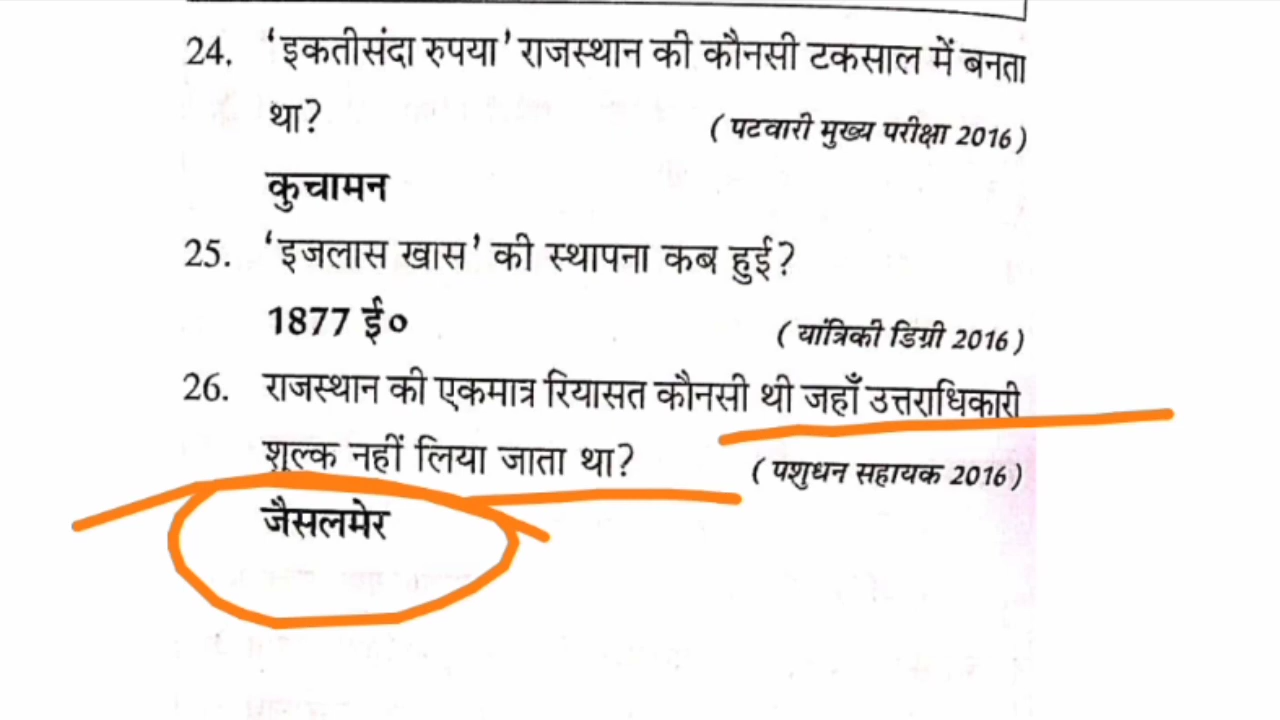 24. 'इकतीसंदा रुपया' राजस्थान की कौनसी टकसाल में बनता
था? ( पटवारी मुख्य परीक्षा 2016 )
कुचामन
25. 'इजलास खास' की स्थापना कब हुई?
1877 ई० ( यांत्रिकी डिग्री 2016 )
26. राजस्थान की एकमात्र रियासत कौनसी थी जहाँ उत्तराधिकारी
शुल्क नहीं लिया जाता था? ( पशुधन सहायक 2016 )
जैसलमेर